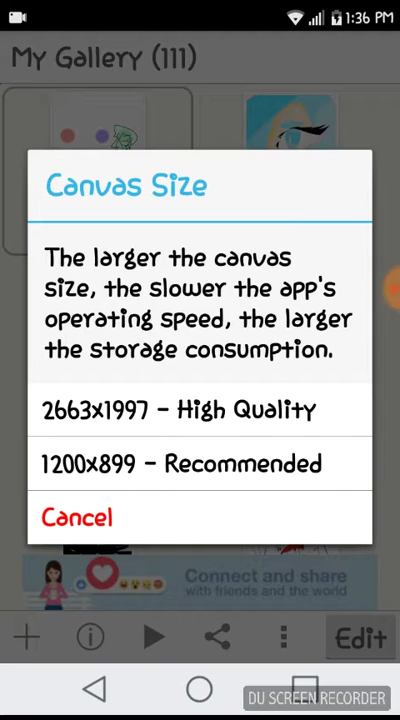 1:36 PM
My Gallery (111)
Canvas Size
The larger the canvas
size, the slower the app's
operating speed, the larger
the storage consumption.
2663x1997 - High Quality
1200x899 - Recommended
Cancel
Connect and share
with friends and the world
Edit
DU SCREEN RECORDER